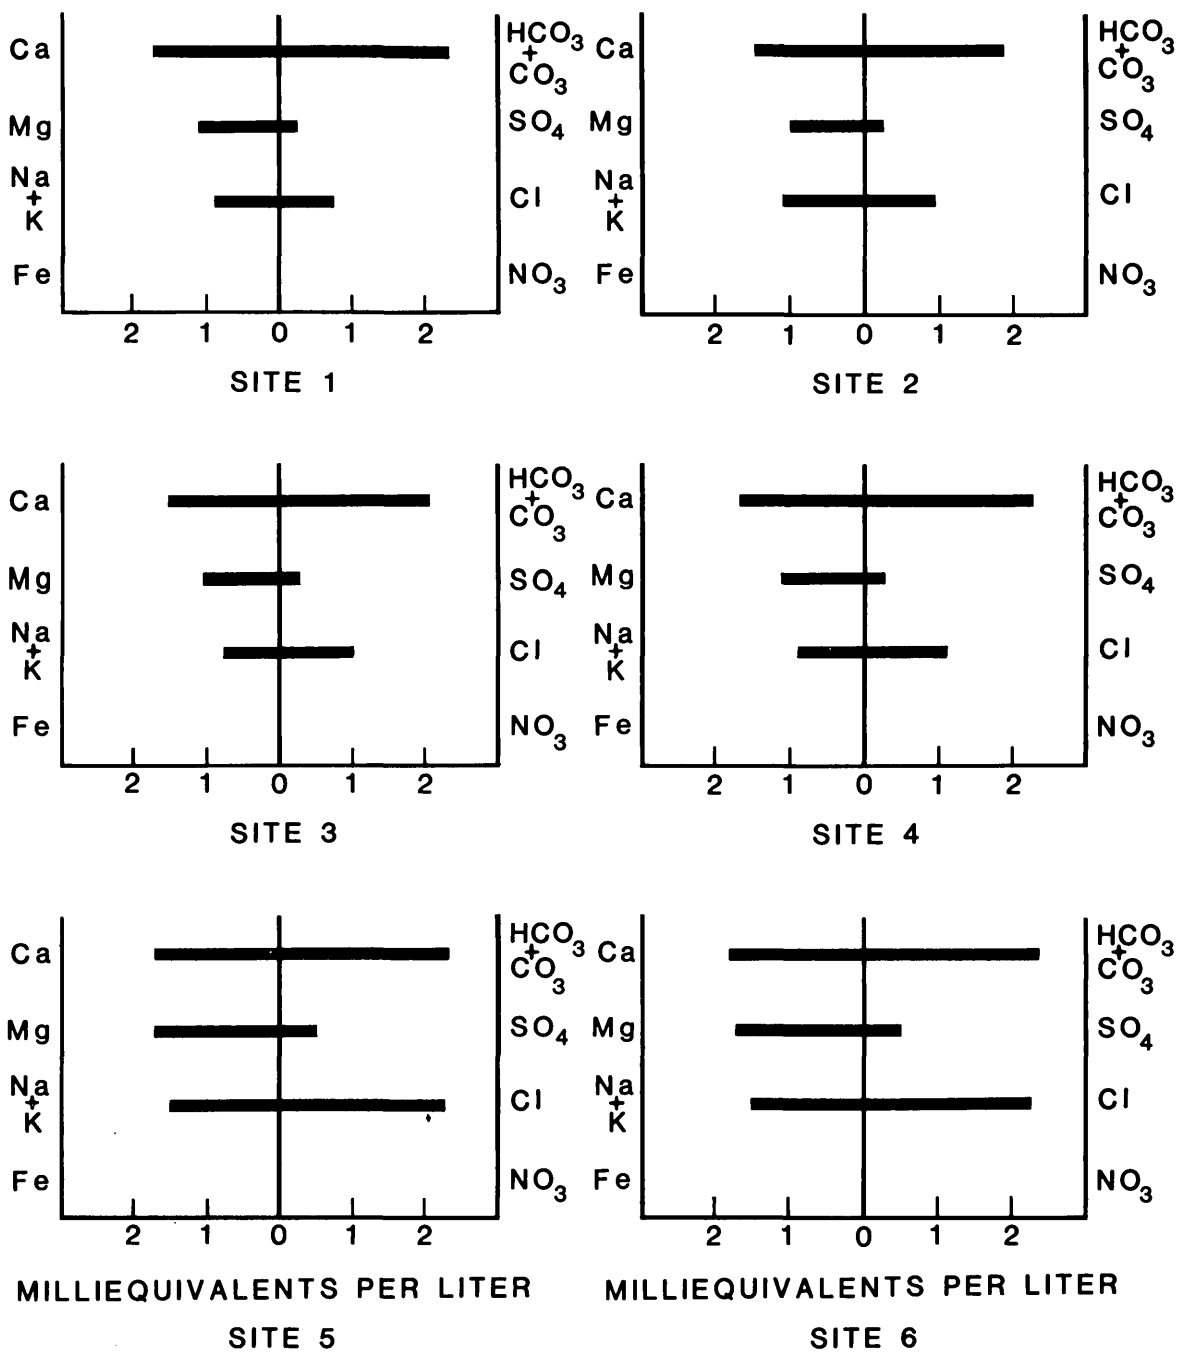 Ca HCO3 + CO3
Mg SO4
Na + K Cl
Fe NO3
2 1 0 1 2
SITE 1
Ca HCO3 + CO3
Mg SO4
Na + K Cl
Fe NO3
2 1 0 1 2
SITE 2
Ca HCO3 + CO3
Mg SO4
Na + K Cl
Fe NO3
2 1 0 1 2
SITE 3
Ca HCO3 + CO3
Mg SO4
Na + K Cl
Fe NO3
2 1 0 1 2
SITE 4
Ca HCO3 + CO3
Mg SO4
Na + K Cl
Fe NO3
2 1 0 1 2
MILLIEQUIVALENTS PER LITER
SITE 5
Ca HCO3 + CO3
Mg SO4
Na + K Cl
Fe NO3
2 1 0 1 2
MILLIEQUIVALENTS PER LITER
SITE 6